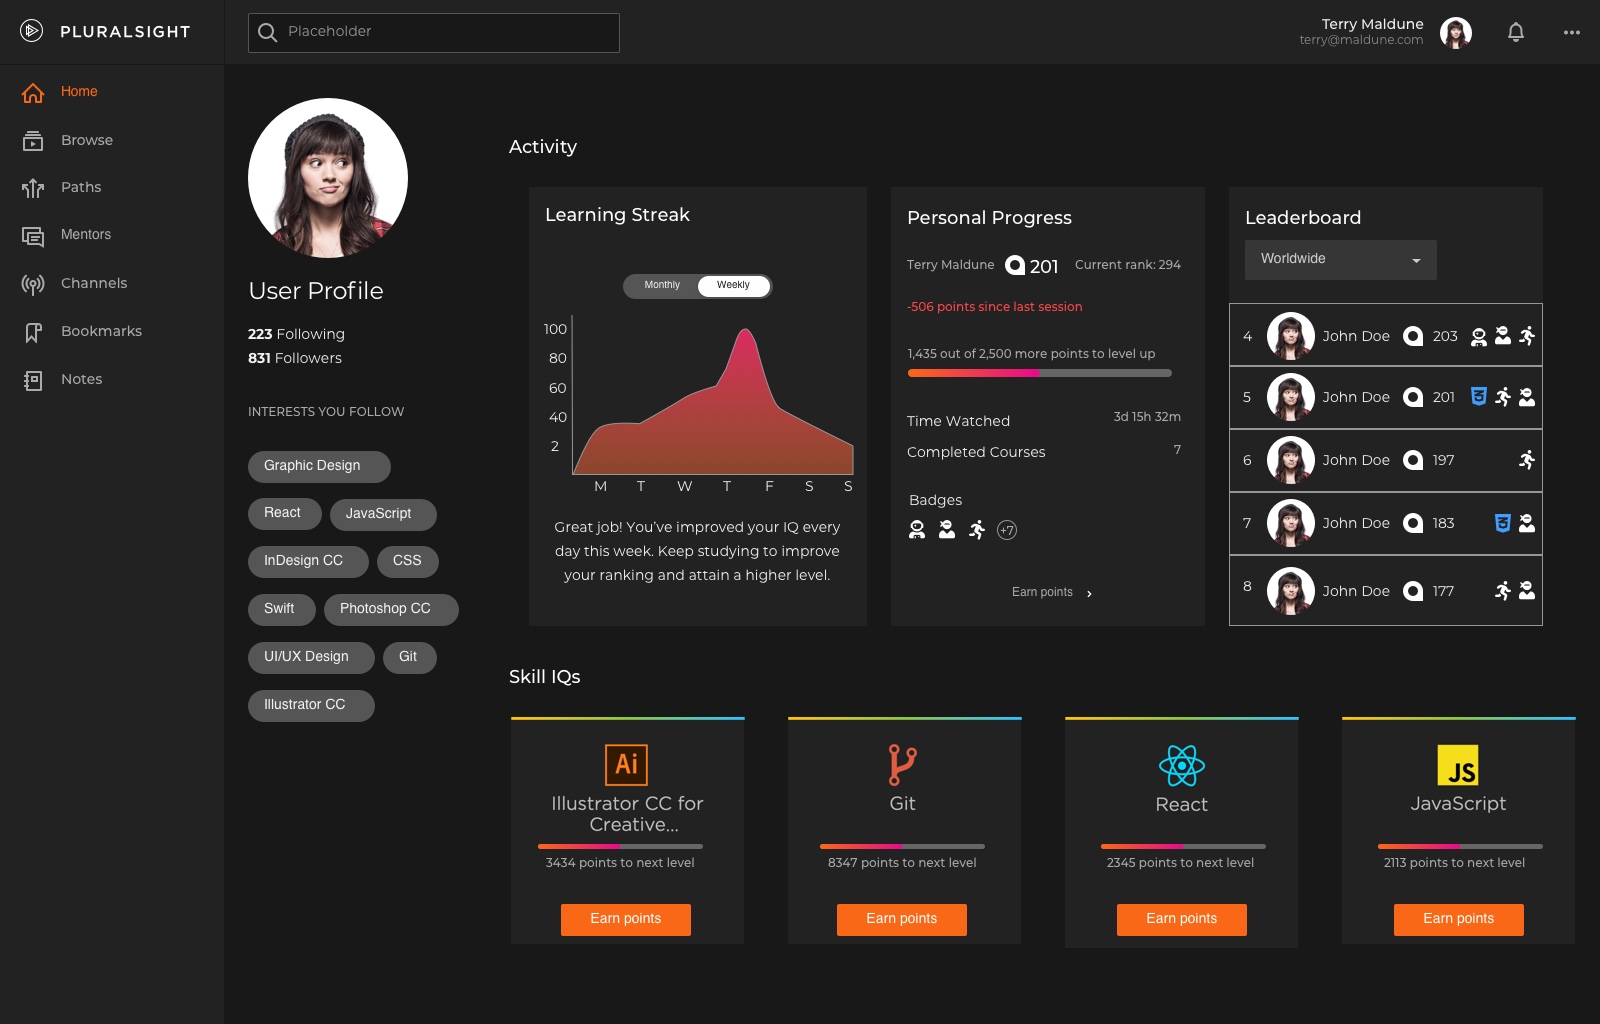 PLURALSIGHT
Placeholder
Terry Maldune
terry@maldune.com
Home
Browse
Paths
Mentors
Channels
Bookmarks
Notes
User Profile
223 Following
831 Followers
INTERESTS YOU FOLLOW
Graphic Design
React
JavaScript
InDesign CC
CSS
Swift
Photoshop CC
UI/UX Design
Git
Illustrator CC
Activity
Learning Streak
Monthly
Weekly
100
80
60
40
2
M T W T F S S
Great job! You've improved your IQ every
day this week. Keep studying to improve
your ranking and attain a higher level.
Personal Progress
Terry Maldune 201 Current rank: 294
-506 points since last session
1,435 out of 2,500 more points to level up
Time Watched 3d 15h 32m
Completed Courses 7
Badges
+7
Earn points
Leaderboard
Worldwide
4 John Doe 203
5 John Doe 201
6 John Doe 197
7 John Doe 183
8 John Doe 177
Skill IQs
Ai
Illustrator CC for
Creative...
3434 points to next level
Earn points
Git
8347 points to next level
Earn points
React
2345 points to next level
Earn points
JS
JavaScript
2113 points to next level
Earn points